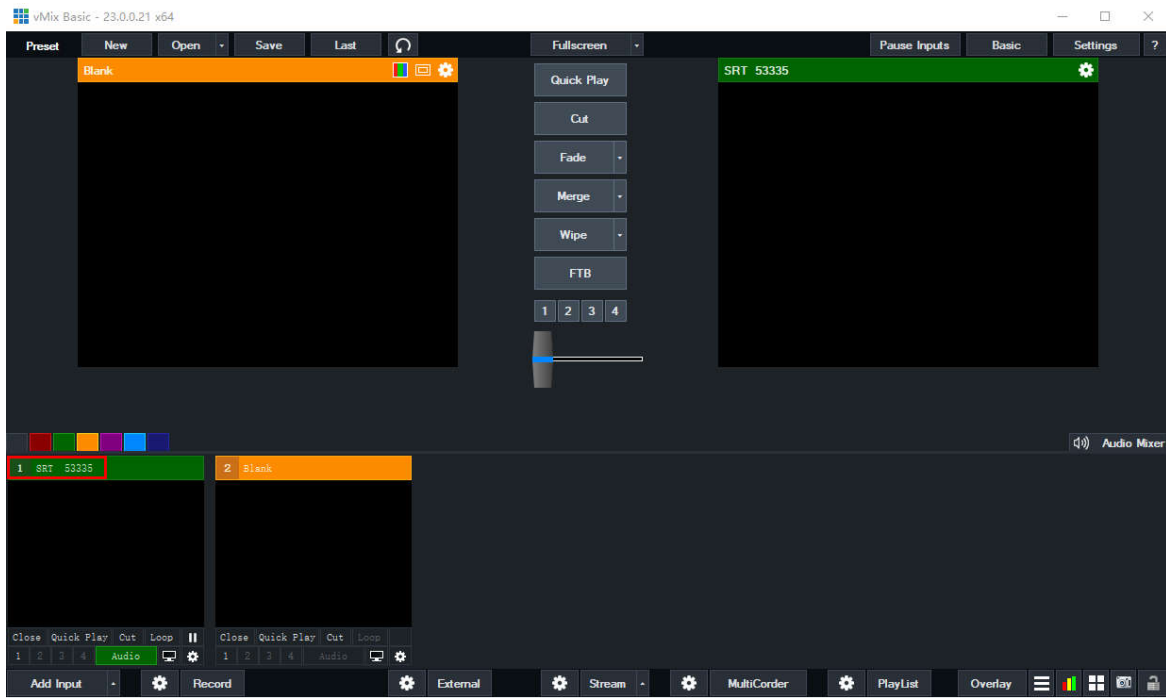 vMix Basic - 23.0.0.21 x64
Preset New Open Save Last Fullscreen Pause Inputs Basic Settings ?
Blank
SRT 53335
Quick Play
Cut
Fade
Merge
Wipe
FTB
1 2 3 4
Audio Mixer
1 SRT 53335
2 Blank
Close Quick Play Cut Loop
1 2 3 4 Audio
Close Quick Play Cut Loop
1 2 3 4 Audio
Add Input Record External Stream MultiCorder PlayList Overlay